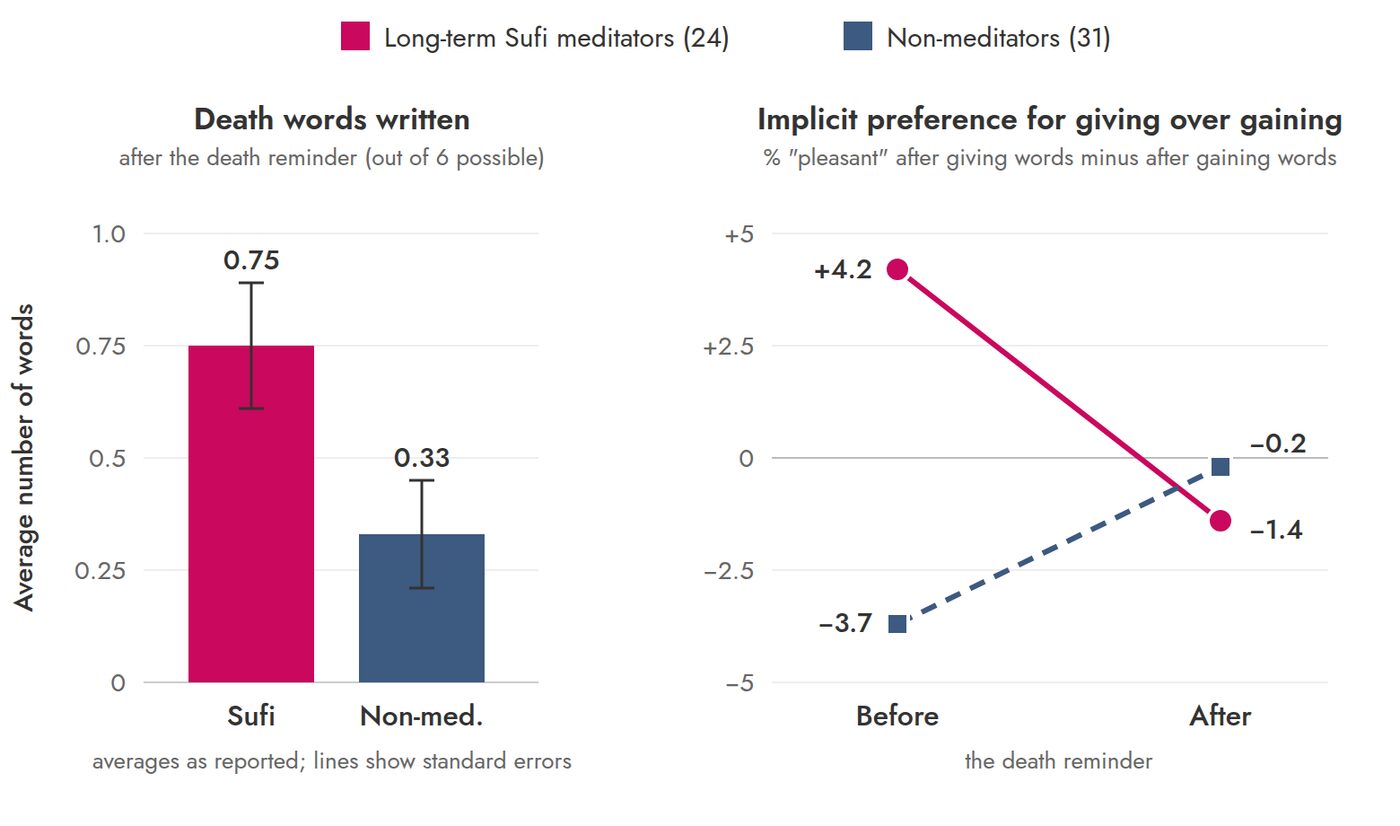 Long-term Sufi meditators (24)
Non-meditators (31)
Death words written
after the death reminder (out of 6 possible)
Average number of words
1.0
0.75
0.5
0.25
0
0.75
0.33
Sufi
Non-med.
averages as reported; lines show standard errors
Implicit preference for giving over gaining
% "pleasant" after giving words minus after gaining words
+5
+2.5
0
−2.5
−5
+4.2
−3.7
−0.2
−1.4
Before
After
the death reminder